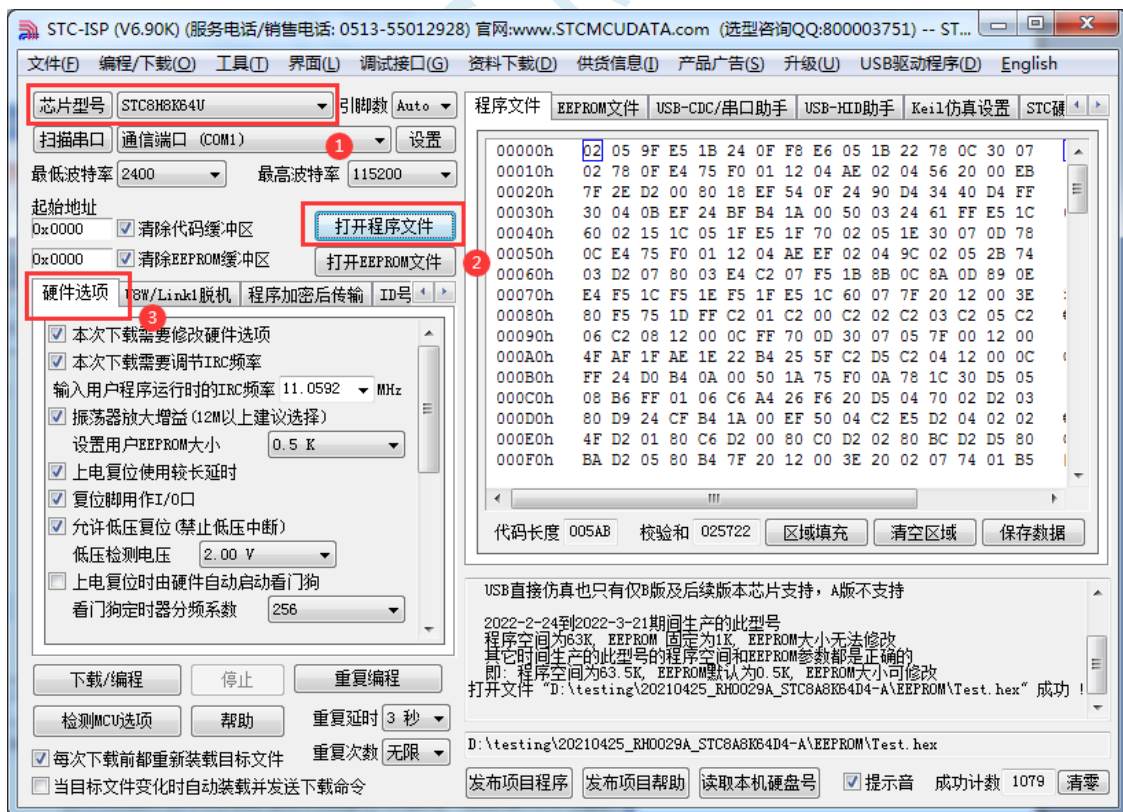 STC-ISP (V6.90K) (服务电话/销售电话: 0513-55012928) 官网:www.STCMCUDATA.com (选型咨询QQ:800003751) -- ST...
文件(F) 编程/下载(O) 工具(T) 界面(L) 调试接口(G) 资料下载(D) 供货信息(I) 产品广告(S) 升级(U) USB驱动程序(D) English
芯片型号 STC8H8K64U 引脚数 Auto
扫描串口 通信端口 (COM1) 设置
1
最低波特率 2400 最高波特率 115200
起始地址
0x0000 清除代码缓冲区 打开程序文件
0x0000 清除EEPROM缓冲区 打开EEPROM文件
2
硬件选项 U8W/Link1脱机 程序加密后传输 ID号
3
本次下载需要修改硬件选项
本次下载需要调节IRC频率
输入用户程序运行时的IRC频率 11.0592 MHz
振荡器放大增益(12M以上建议选择)
设置用户EEPROM大小 0.5 K
上电复位使用较长延时
复位脚用作I/O口
允许低压复位(禁止低压中断)
低压检测电压 2.00 V
上电复位时由硬件自动启动看门狗
看门狗定时器分频系数 256
下载/编程 停止 重复编程
检测MCU选项 帮助 重复延时 3 秒
每次下载前都重新装载目标文件 重复次数 无限
当目标文件变化时自动装载并发送下载命令
程序文件 EEPROM文件 USB-CDC/串口助手 USB-HID助手 Keil仿真设置
00000h 02 05 9F E5 1B 24 0F F8 E6 05 1B 22 78 0C 30 07
00010h 02 78 0F E4 75 F0 01 12 04 AE 02 04 56 20 00 EB
00020h 7F 2E D2 00 80 18 EF 54 0F 24 90 D4 34 40 D4 FF
00030h 30 04 0B EF 24 BF B4 1A 00 50 03 24 61 FF E5 1C
00040h 60 02 15 1C 05 1F E5 1F 70 02 05 1E 30 07 0D 78
00050h 0C E4 75 F0 01 12 04 AE EF 02 04 9C 02 05 2B 74
00060h 03 D2 07 80 03 E4 C2 07 F5 1B 8B 0C 8A 0D 89 0E
00070h E4 F5 1C F5 1E F5 1F E5 1C 60 07 7F 20 12 00 3E
00080h 80 F5 75 1D FF C2 01 C2 00 C2 02 C2 03 C2 05 C2
00090h 06 C2 08 12 00 0C FF 70 0D 30 07 05 7F 00 12 00
000A0h 4F AF 1F AE 1E 22 B4 25 5F C2 D5 C2 04 12 00 0C
000B0h FF 24 D0 B4 0A 00 50 1A 75 F0 0A 78 1C 30 D5 05
000C0h 08 B6 FF 01 06 C6 A4 26 F6 20 D5 04 70 02 D2 03
000D0h 80 D9 24 CF B4 1A 00 EF 50 04 C2 E5 D2 04 02 02
000E0h 4F D2 01 80 C6 D2 00 80 C0 D2 02 80 BC D2 D5 80
000F0h BA D2 05 80 B4 7F 20 12 00 3E 20 02 07 74 01 B5
代码长度 005AB 校验和 025722 区域填充 清空区域 保存数据
USB直接仿真也只有仅B版及后续版本芯片支持，A版不支持
2022-2-24到2022-3-21期间生产的此型号
程序空间为63K, EEPROM 固定为1K, EEPROM大小无法修改
其它时间生产的此型号的程序空间和EEPROM参数都是正确的
即: 程序空间为63.5K, EEPROM默认为0.5K, EEPROM大小可修改
打开文件 "D:\testing\20210425_RH0029A_STC8A8K64D4-A\EEPROM\Test.hex" 成功 !
D:\testing\20210425_RH0029A_STC8A8K64D4-A\EEPROM\Test.hex
发布项目程序 发布项目帮助 读取本机硬盘号 提示音 成功计数 1079 清零